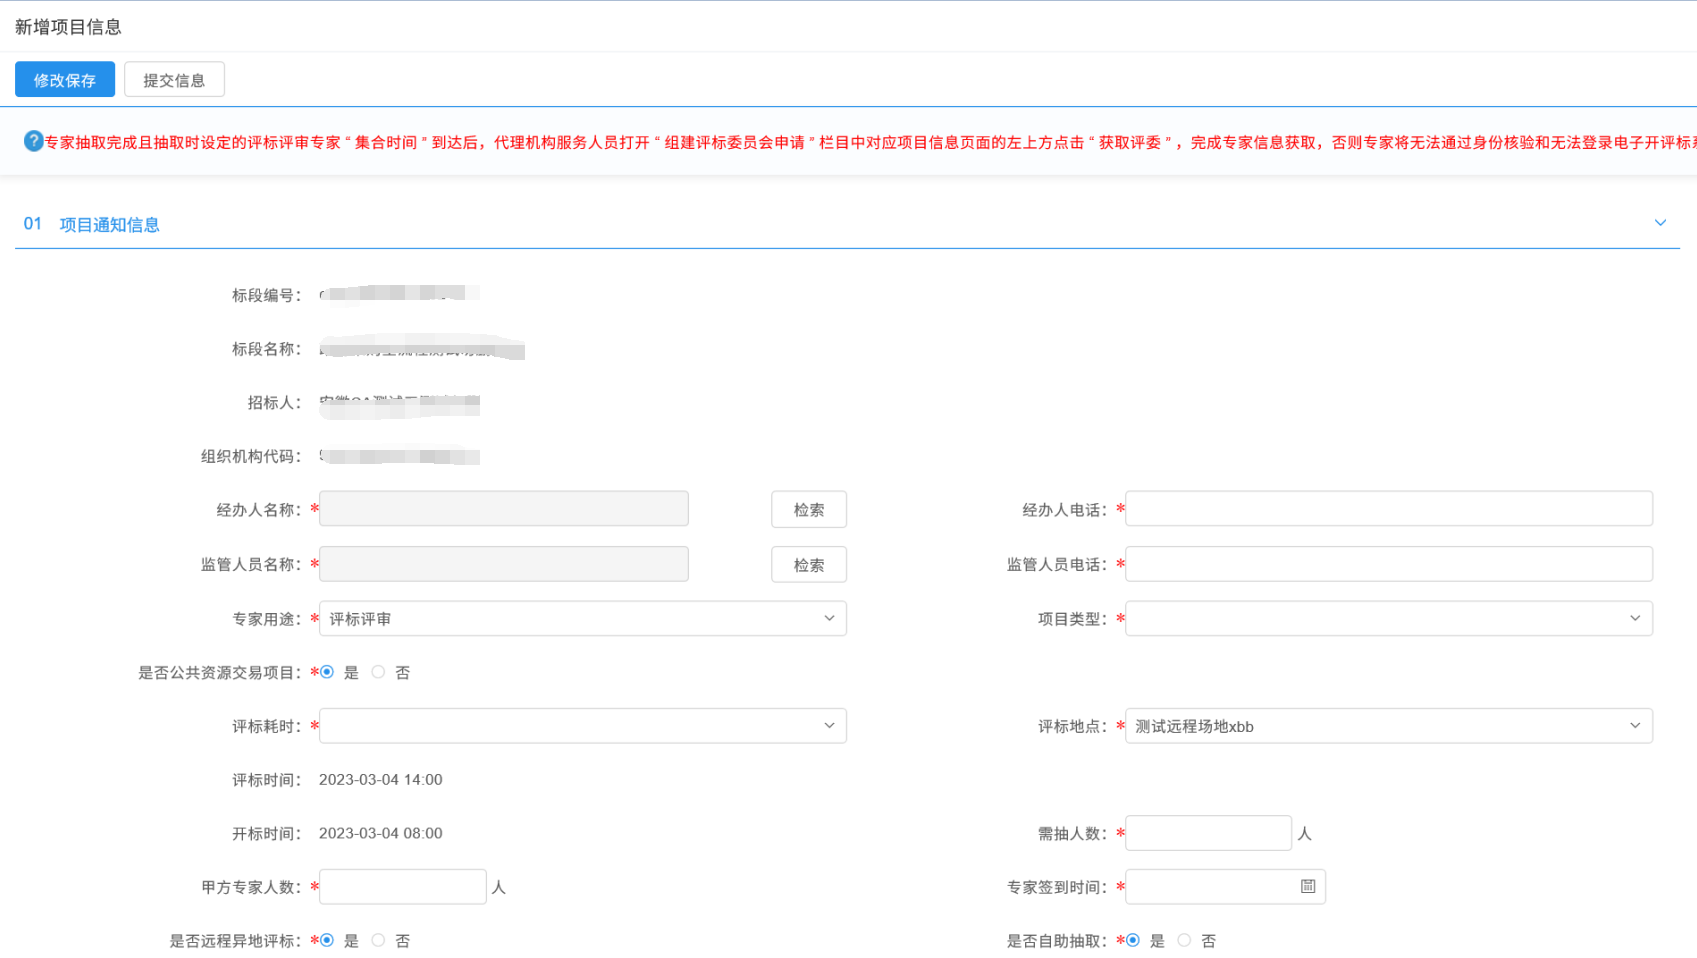 新增项目信息
修改保存 提交信息
?专家抽取完成且抽取时设定的评标评审专家“集合时间”到达后，代理机构服务人员打开“组建评标委员会申请”栏目中对应项目信息页面的左上方点击“获取评委”，完成专家信息获取，否则专家将无法通过身份核验和无法登录电子开评标
01 项目通知信息
标段编号：
标段名称：
招标人：
组织机构代码：
经办人名称：* 检索 经办人电话：*
监管人员名称：* 检索 监管人员电话：*
专家用途：* 评标评审 项目类型：*
是否公共资源交易项目：* 是 否
评标耗时：* 评标地点：* 测试远程场地xbb
评标时间： 2023-03-04 14:00
开标时间： 2023-03-04 08:00 需抽人数：* 人
甲方专家人数：* 人 专家签到时间：*
是否远程异地评标：* 是 否 是否自助抽取：* 是 否